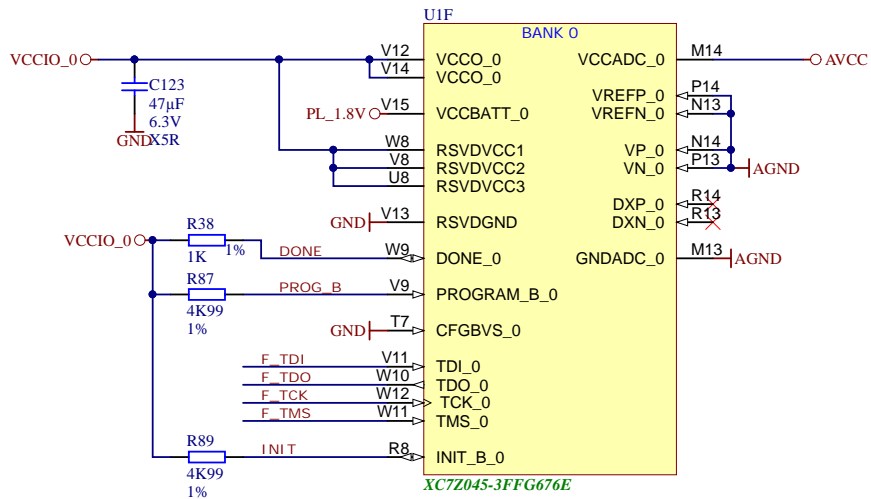 U1F
BANK 0
VCCIO_0
V12
VCCO_0
VCCADC_0
M14
AVCC
V14
VCCO_0
C123
47µF
6.3V
X5R
GND
PL_1.8V
V15
VCCBATT_0
VREFP_0
P14
VREFN_0
N13
W8
RSVDVCC1
VP_0
N14
V8
RSVDVCC2
VN_0
P13
AGND
U8
RSVDVCC3
DXP_0
R14
GND
V13
RSVDGND
DXN_0
R13
VCCIO_0
R38
1K
1%
DONE
W9
DONE_0
GNDADC_0
M13
AGND
R87
4K99
1%
PROG_B
V9
PROGRAM_B_0
GND
T7
CFGBVS_0
F_TDI
V11
TDI_0
F_TDO
W10
TDO_0
F_TCK
W12
TCK_0
F_TMS
W11
TMS_0
R89
4K99
1%
INIT
R8
INIT_B_0
XC7Z045-3FFG676E